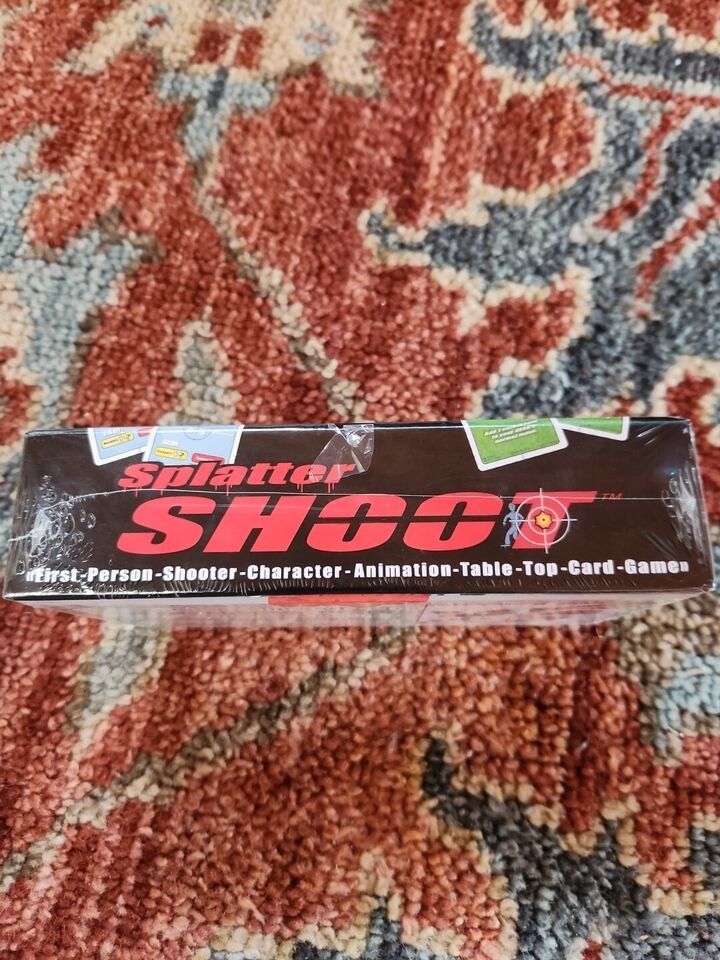 Splatter
SHOOT™
"First-Person-Shooter-Character-Animation-Table-Top-Card-Game"